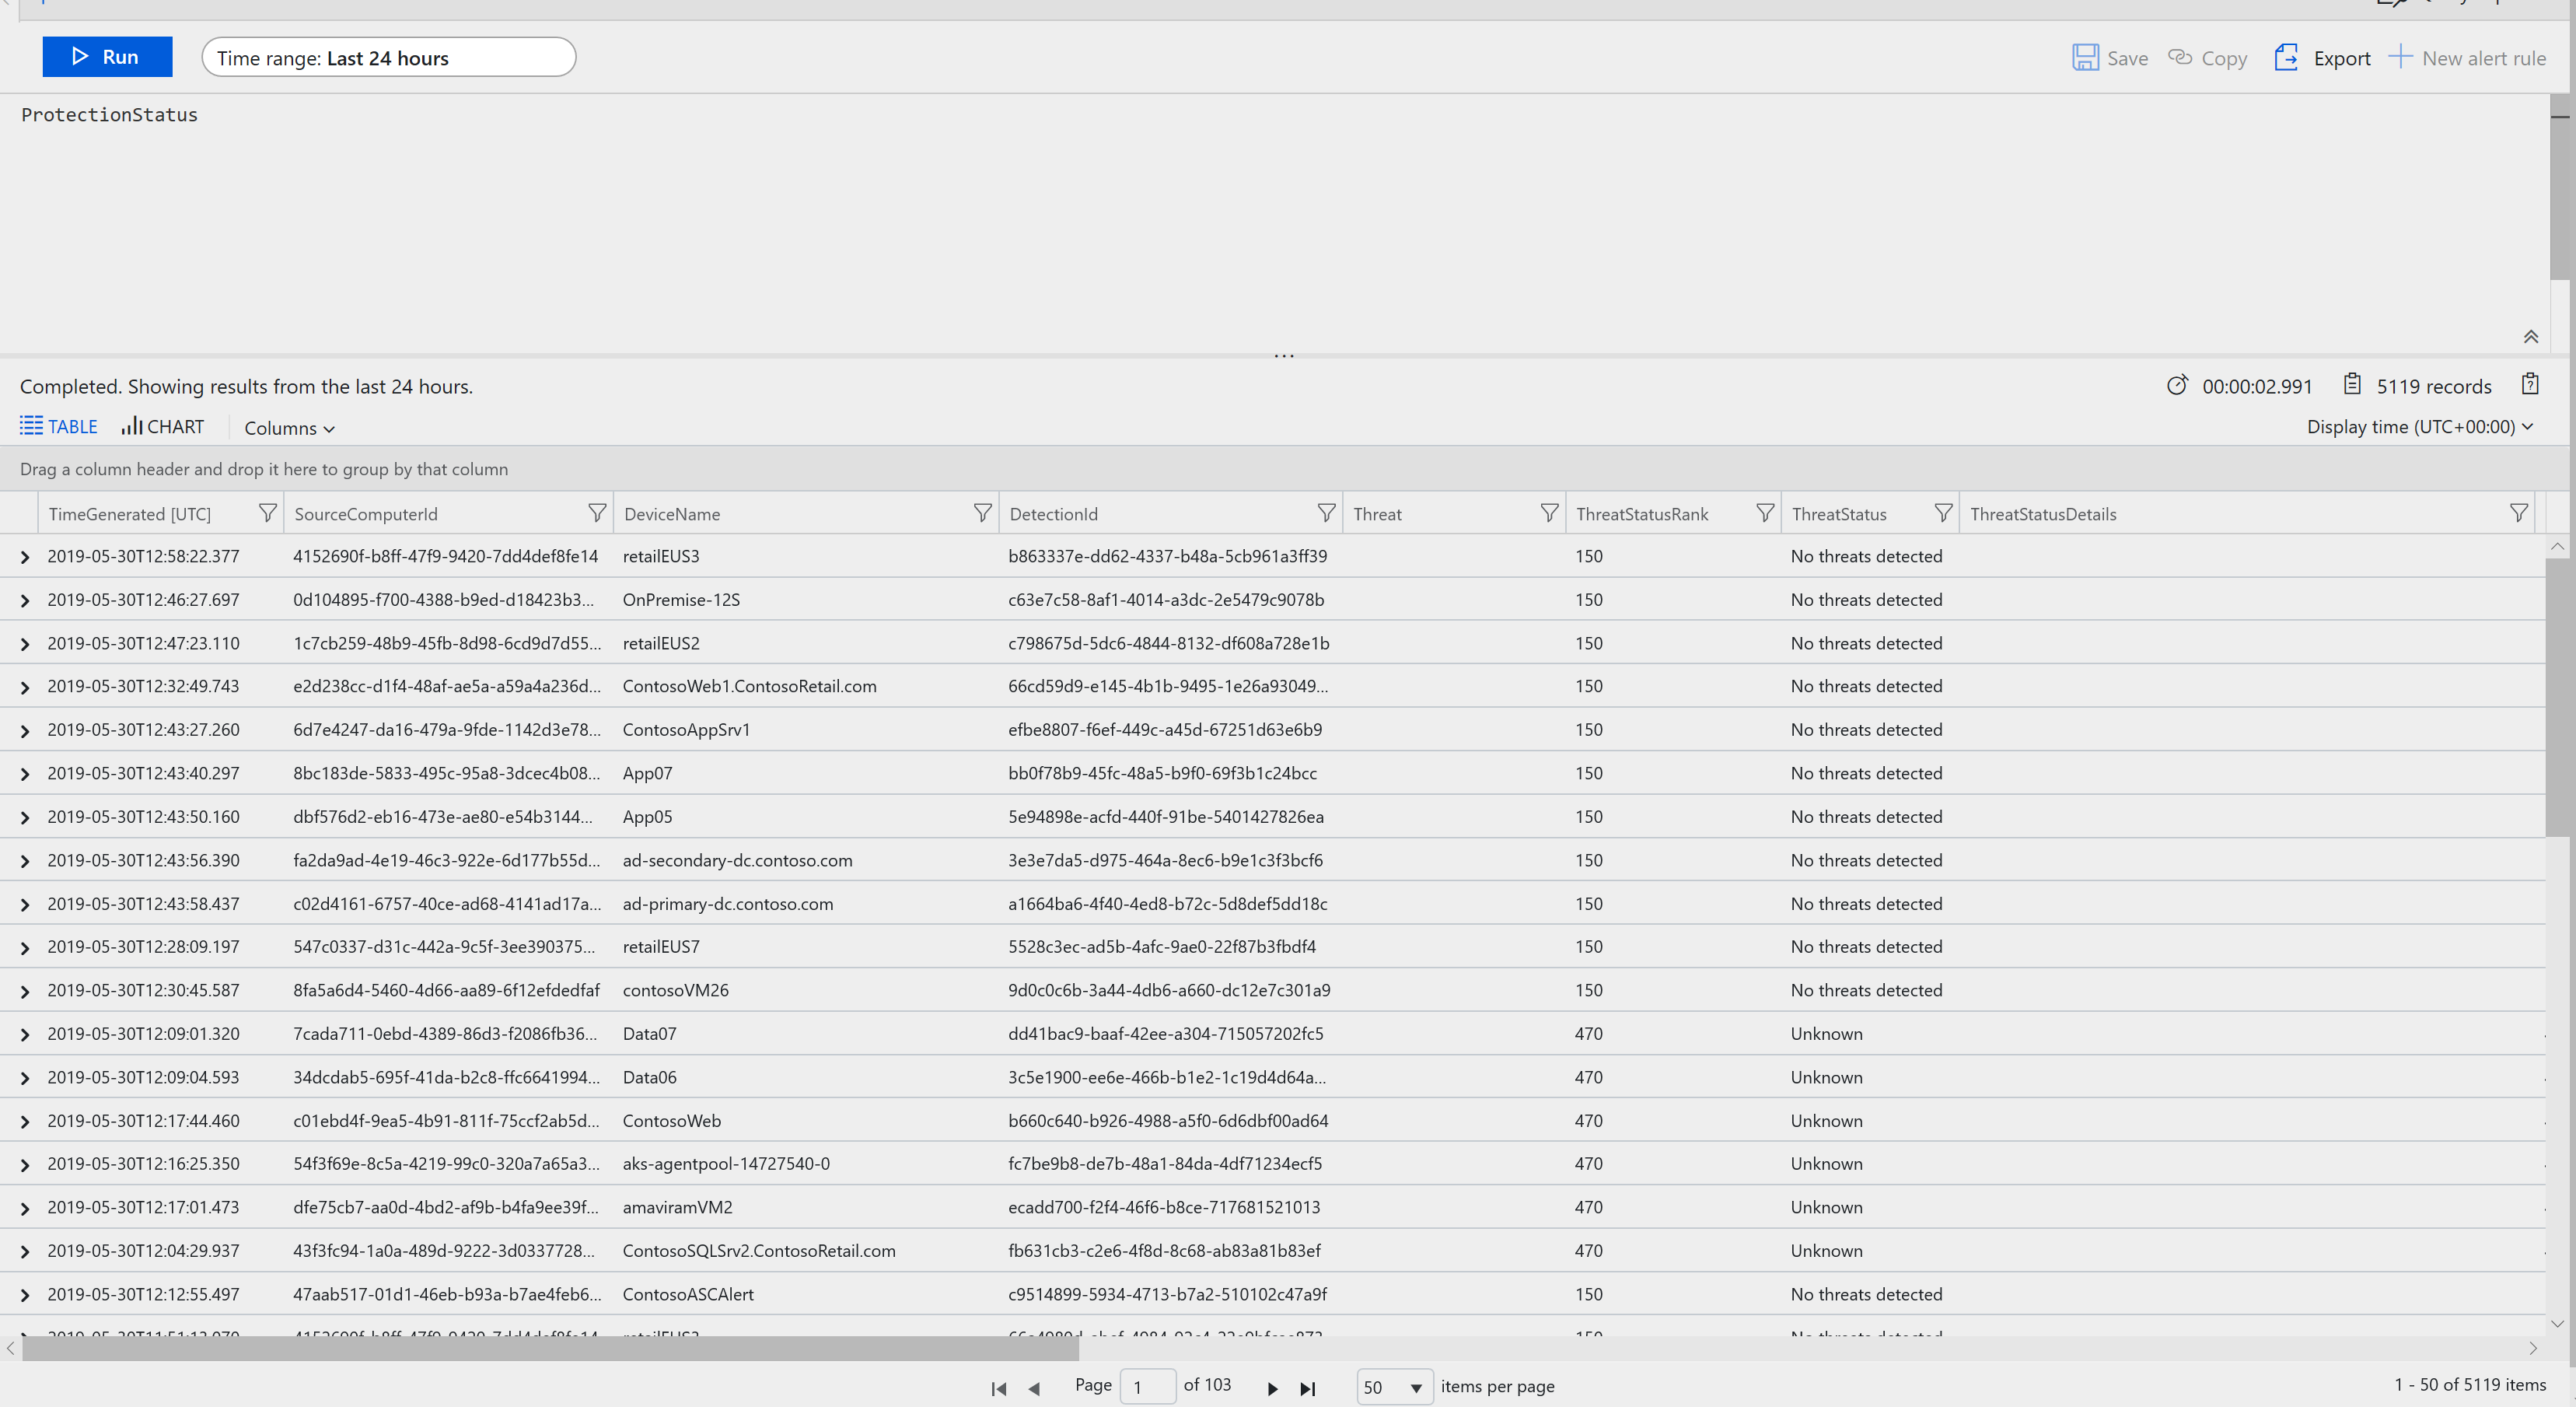 Run
Time range: Last 24 hours
Save
Copy
Export
New alert rule
ProtectionStatus
...
Completed. Showing results from the last 24 hours.
00:00:02.991
5119 records
TABLE
CHART
Columns
Display time (UTC+00:00)
Drag a column header and drop it here to group by that column
TimeGenerated [UTC] SourceComputerId DeviceName DetectionId Threat ThreatStatusRank ThreatStatus ThreatStatusDetails
2019-05-30T12:58:22.377 4152690f-b8ff-47f9-9420-7dd4def8fe14 retailEUS3 b863337e-dd62-4337-b48a-5cb961a3ff39 150 No threats detected
2019-05-30T12:46:27.697 0d104895-f700-4388-b9ed-d18423b3... OnPremise-12S c63e7c58-8af1-4014-a3dc-2e5479c9078b 150 No threats detected
2019-05-30T12:47:23.110 1c7cb259-48b9-45fb-8d98-6cd9d7d55... retailEUS2 c798675d-5dc6-4844-8132-df608a728e1b 150 No threats detected
2019-05-30T12:32:49.743 e2d238cc-d1f4-48af-ae5a-a59a4a236d... ContosoWeb1.ContosoRetail.com 66cd59d9-e145-4b1b-9495-1e26a93049... 150 No threats detected
2019-05-30T12:43:27.260 6d7e4247-da16-479a-9fde-1142d3e78... ContosoAppSrv1 efbe8807-f6ef-449c-a45d-67251d63e6b9 150 No threats detected
2019-05-30T12:43:40.297 8bc183de-5833-495c-95a8-3dcec4b08... App07 bb0f78b9-45fc-48a5-b9f0-69f3b1c24bcc 150 No threats detected
2019-05-30T12:43:50.160 dbf576d2-eb16-473e-ae80-e54b3144... App05 5e94898e-acfd-440f-91be-5401427826ea 150 No threats detected
2019-05-30T12:43:56.390 fa2da9ad-4e19-46c3-922e-6d177b55d... ad-secondary-dc.contoso.com 3e3e7da5-d975-464a-8ec6-b9e1c3f3bcf6 150 No threats detected
2019-05-30T12:43:58.437 c02d4161-6757-40ce-ad68-4141ad17a... ad-primary-dc.contoso.com a1664ba6-4f40-4ed8-b72c-5d8def5dd18c 150 No threats detected
2019-05-30T12:28:09.197 547c0337-d31c-442a-9c5f-3ee390375... retailEUS7 5528c3ec-ad5b-4afc-9ae0-22f87b3fbdf4 150 No threats detected
2019-05-30T12:30:45.587 8fa5a6d4-5460-4d66-aa89-6f12efdedfaf contosoVM26 9d0c0c6b-3a44-4db6-a660-dc12e7c301a9 150 No threats detected
2019-05-30T12:09:01.320 7cada711-0ebd-4389-86d3-f2086fb36... Data07 dd41bac9-baaf-42ee-a304-715057202fc5 470 Unknown
2019-05-30T12:09:04.593 34dcdab5-695f-41da-b2c8-ffc6641994... Data06 3c5e1900-ee6e-466b-b1e2-1c19d4d64a... 470 Unknown
2019-05-30T12:17:44.460 c01ebd4f-9ea5-4b91-811f-75ccf2ab5d... ContosoWeb b660c640-b926-4988-a5f0-6d6dbf00ad64 470 Unknown
2019-05-30T12:16:25.350 54f3f69e-8c5a-4219-99c0-320a7a65a3... aks-agentpool-14727540-0 fc7be9b8-de7b-48a1-84da-4df71234ecf5 470 Unknown
2019-05-30T12:17:01.473 dfe75cb7-aa0d-4bd2-af9b-b4fa9ee39f... amaviramVM2 ecadd700-f2f4-46f6-b8ce-717681521013 470 Unknown
2019-05-30T12:04:29.937 43f3fc94-1a0a-489d-9222-3d0337728... ContosoSQLSrv2.ContosoRetail.com fb631cb3-c2e6-4f8d-8c68-ab83a81b83ef 470 Unknown
2019-05-30T12:12:55.497 47aab517-01d1-46eb-b93a-b7ae4feb6... ContosoASCAlert c9514899-5934-4713-b7a2-510102c47a9f 150 No threats detected
Page 1 of 103 50 items per page 1 - 50 of 5119 items